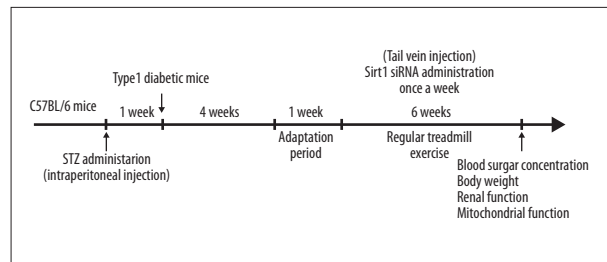 (Tail vein injection)
Sirt1 siRNA administration
once a week
Type1 diabetic mice
C57BL/6 mice
1 week
4 weeks
1 week
6 weeks
Adaptation
period
Regular treadmill
exercise
STZ administarion
(intraperitoneal injection)
Blood surgar concentration
Body weight
Renal function
Mitochondrial function